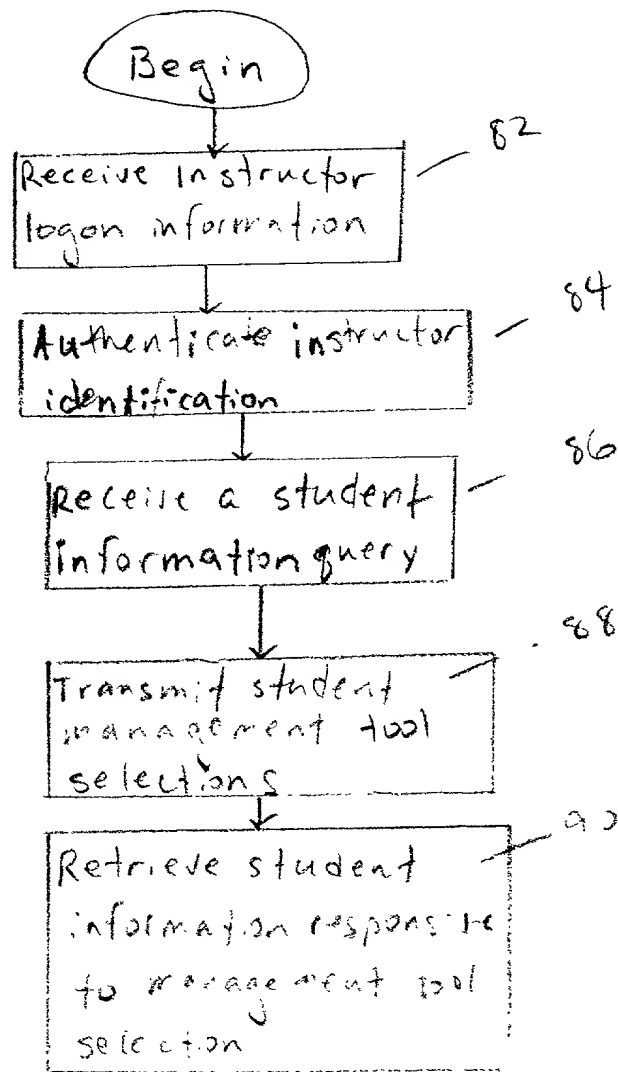 Begin
82
Receive instructor
logon information
84
Authenticate instructor
identification
86
Receive a student
information query
88
Transmit student
management tool
selections
90
Retrieve student
information responsive
to management tool
selection